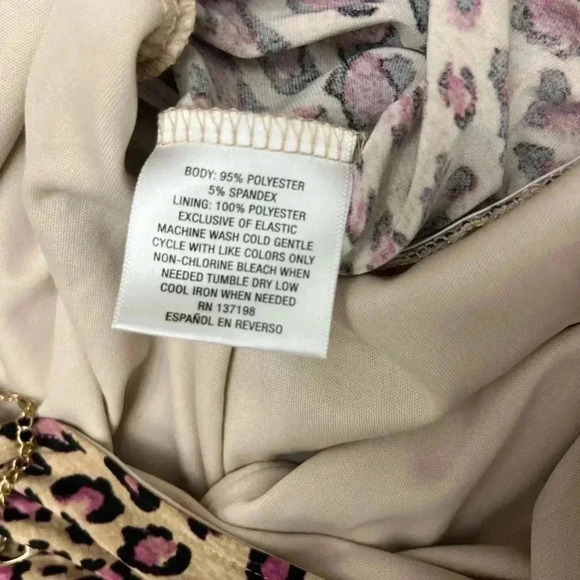 BODY: 95% POLYESTER
5% SPANDEX
LINING: 100% POLYESTER
EXCLUSIVE OF ELASTIC
MACHINE WASH COLD GENTLE
CYCLE WITH LIKE COLORS ONLY
NON-CHLORINE BLEACH WHEN
NEEDED TUMBLE DRY LOW
COOL IRON WHEN NEEDED
RN 137198
ESPAÑOL EN REVERSO